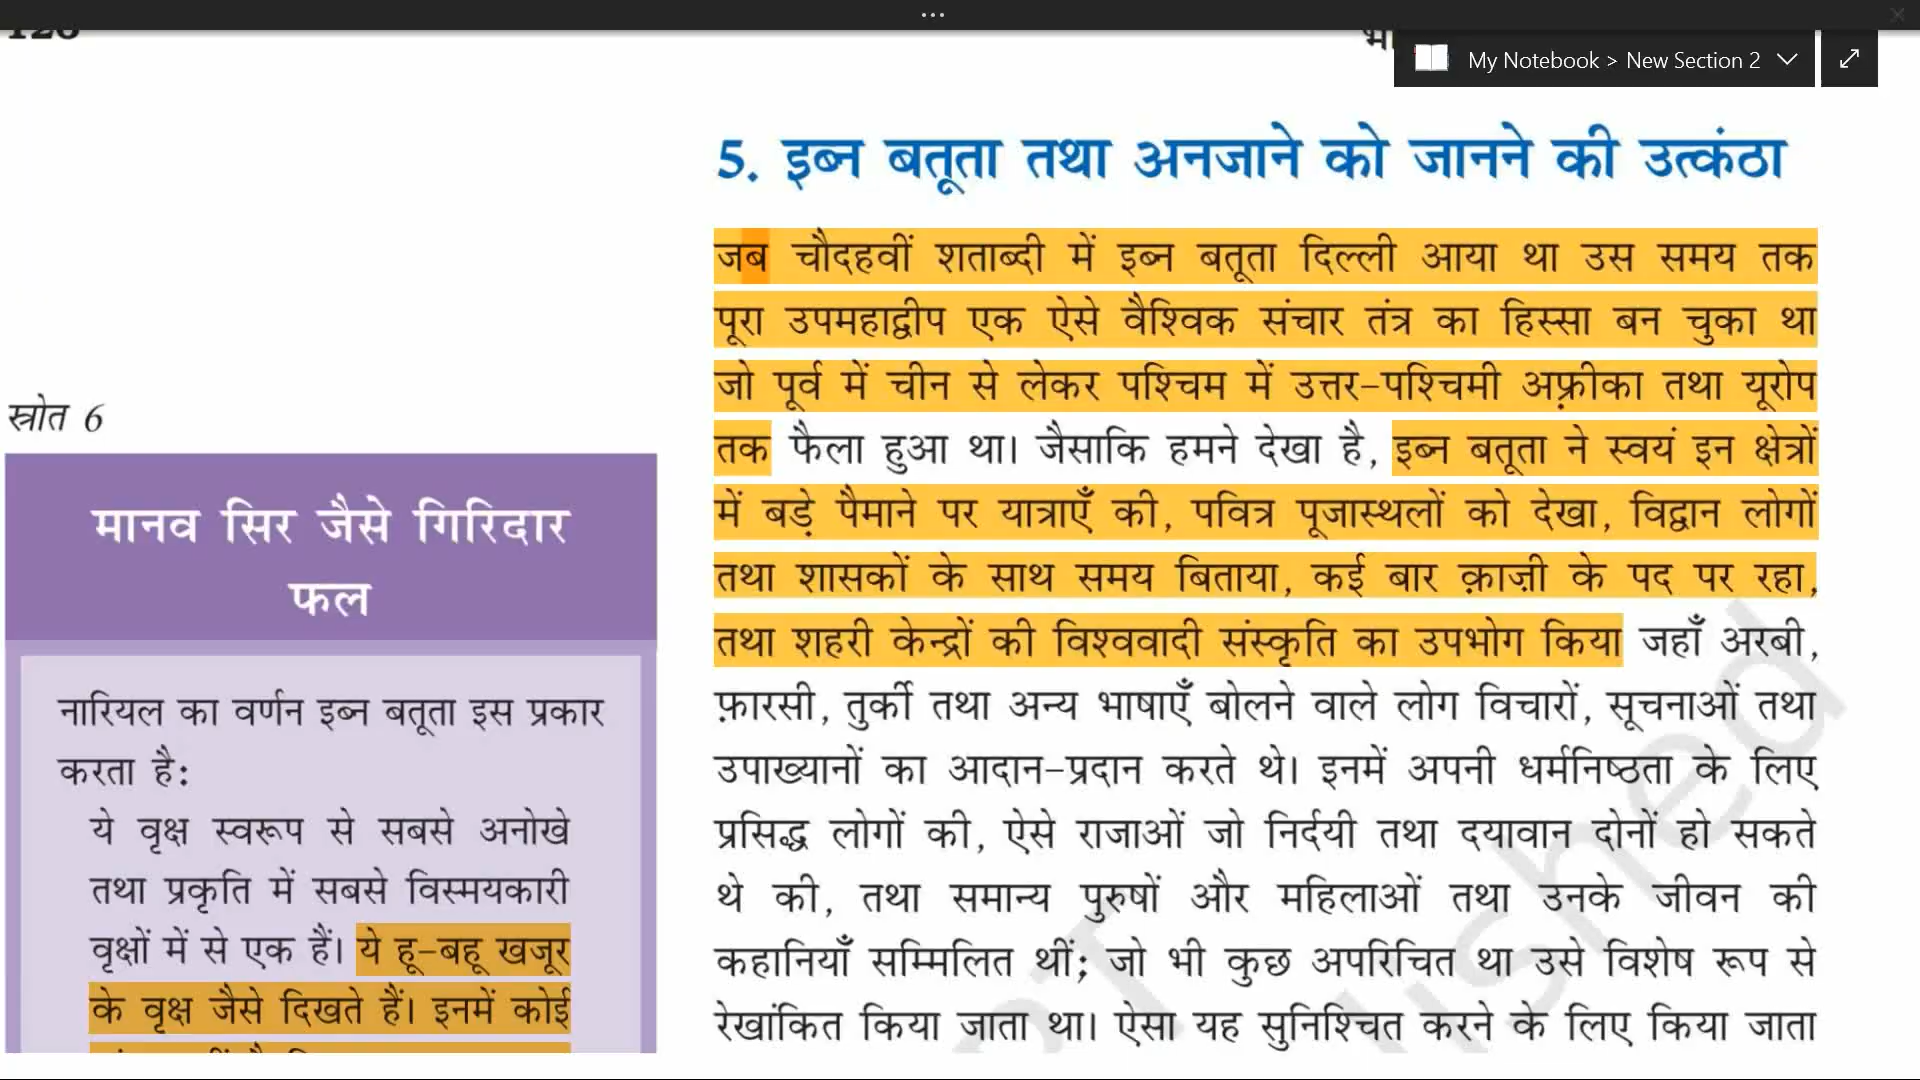 ...
My Notebook > New Section 2
5. इब्न बतूता तथा अनजाने को जानने की उत्कंठा
जब चौदहवीं शताब्दी में इब्न बतूता दिल्ली आया था उस समय तक
पूरा उपमहाद्वीप एक ऐसे वैश्विक संचार तंत्र का हिस्सा बन चुका था
जो पूर्व में चीन से लेकर पश्चिम में उत्तर-पश्चिमी अफ़्रीका तथा यूरोप
तक फैला हुआ था। जैसाकि हमने देखा है, इब्न बतूता ने स्वयं इन क्षेत्रों
में बड़े पैमाने पर यात्राएँ की, पवित्र पूजास्थलों को देखा, विद्वान लोगों
तथा शासकों के साथ समय बिताया, कई बार क़ाज़ी के पद पर रहा,
तथा शहरी केन्द्रों की विश्ववादी संस्कृति का उपभोग किया जहाँ अरबी,
फ़ारसी, तुर्की तथा अन्य भाषाएँ बोलने वाले लोग विचारों, सूचनाओं तथा
उपाख्यानों का आदान-प्रदान करते थे। इनमें अपनी धर्मनिष्ठता के लिए
प्रसिद्ध लोगों की, ऐसे राजाओं जो निर्दयी तथा दयावान दोनों हो सकते
थे की, तथा समान्य पुरुषों और महिलाओं तथा उनके जीवन की
कहानियाँ सम्मिलित थीं; जो भी कुछ अपरिचित था उसे विशेष रूप से
रेखांकित किया जाता था। ऐसा यह सुनिश्चित करने के लिए किया जाता
स्रोत 6
मानव सिर जैसे गिरिदार
फल
नारियल का वर्णन इब्न बतूता इस प्रकार
करता है:
ये वृक्ष स्वरूप से सबसे अनोखे
तथा प्रकृति में सबसे विस्मयकारी
वृक्षों में से एक हैं। ये हू-बहू खजूर
के वृक्ष जैसे दिखते हैं। इनमें कोई